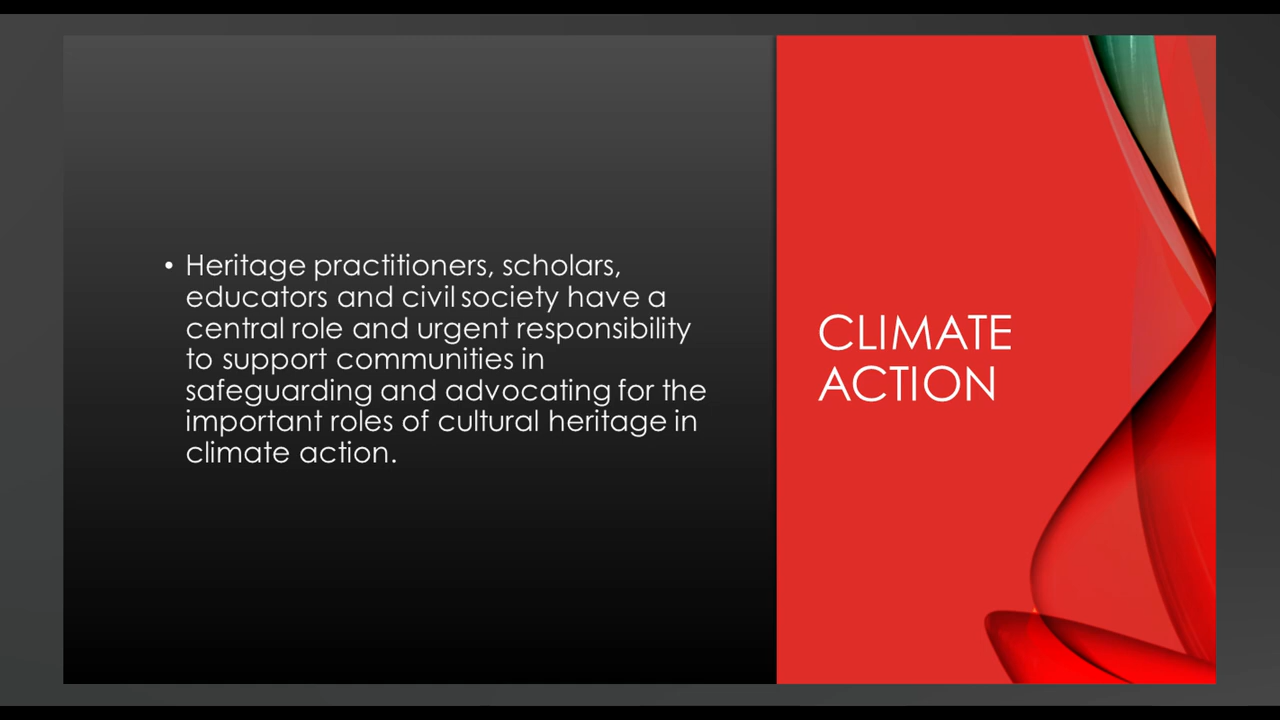 • Heritage practitioners, scholars,
educators and civil society have a
central role and urgent responsibility
to support communities in
safeguarding and advocating for the
important roles of cultural heritage in
climate action.
CLIMATE
ACTION